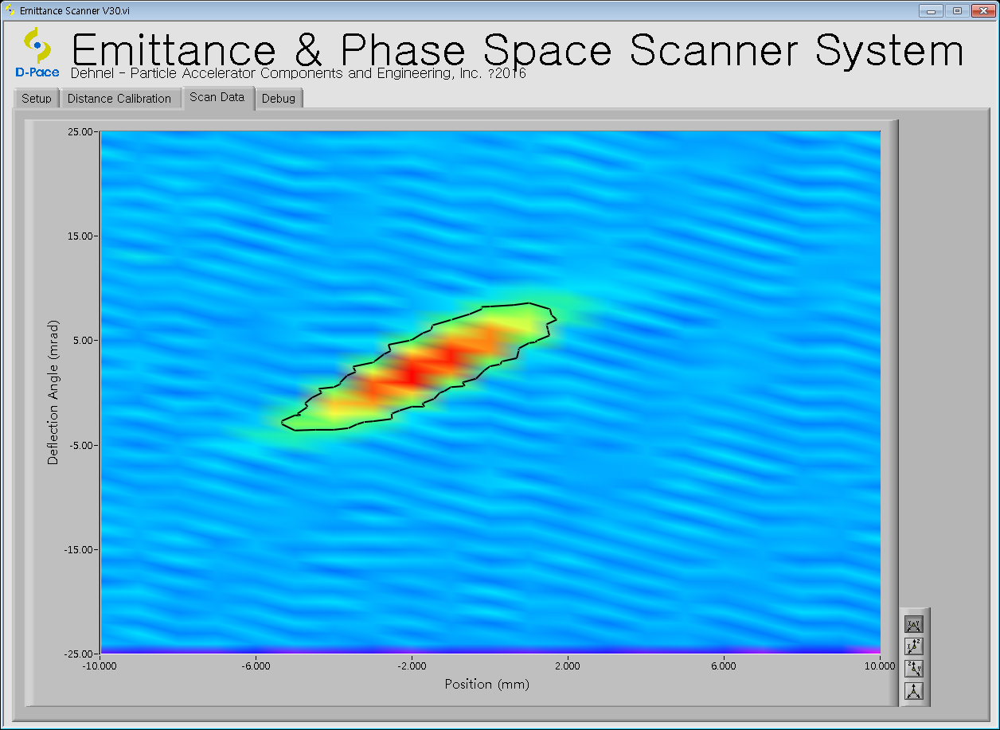 Emittance Scanner V30.vi
Emittance & Phase Space Scanner System
D-Pace
Dehnel - Particle Accelerator Components and Engineering, Inc. ?2016
Setup
Distance Calibration
Scan Data
Debug
25.00
15.00
5.00
-5.00
-15.00
-25.00
Deflection Angle (mrad)
-10.000
-6.000
-2.000
2.000
6.000
10.000
Position (mm)